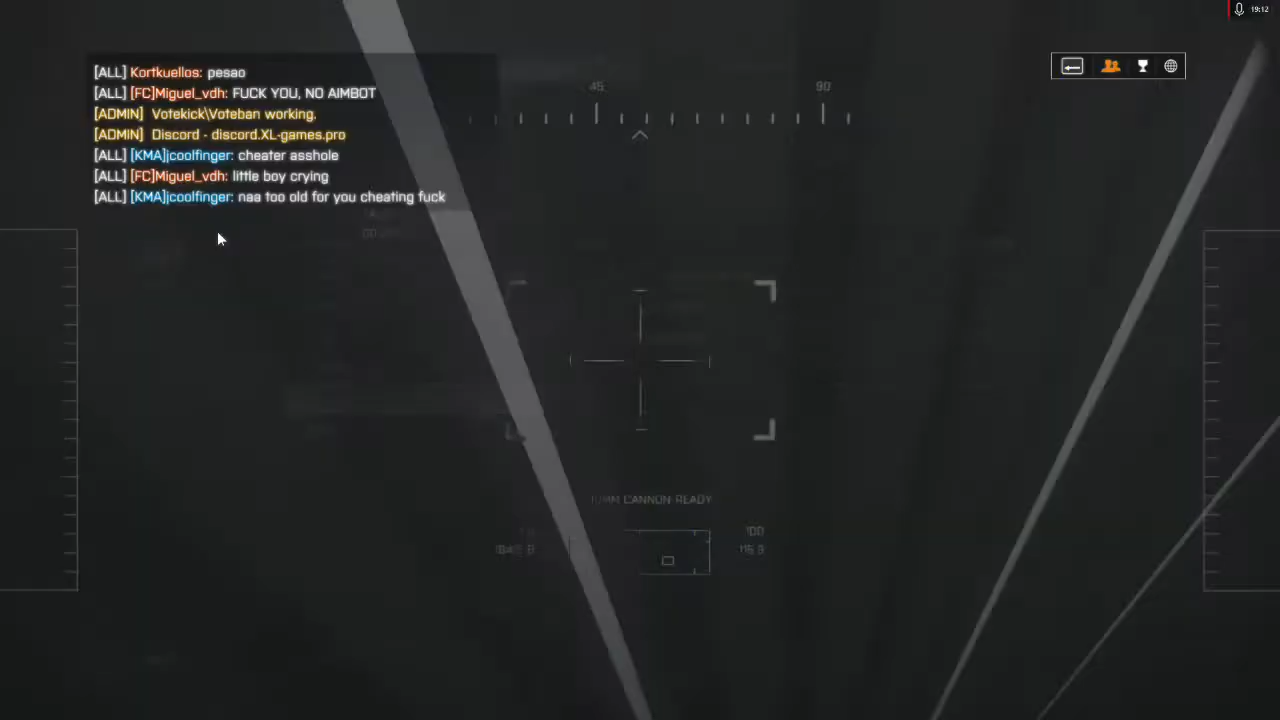 19:12
[ALL] Kortkuellos: pesao
[ALL] [FC]Miguel_vdh: FUCK YOU, NO AIMBOT
[ADMIN] Votekick\Voteban working.
[ADMIN] Discord - discord.XL-games.pro
[ALL] [KMA]jcoolfinger: cheater asshole
[ALL] [FC]Miguel_vdh: little boy crying
[ALL] [KMA]jcoolfinger: naa too old for you cheating fuck
45 90
CANNON READY
100